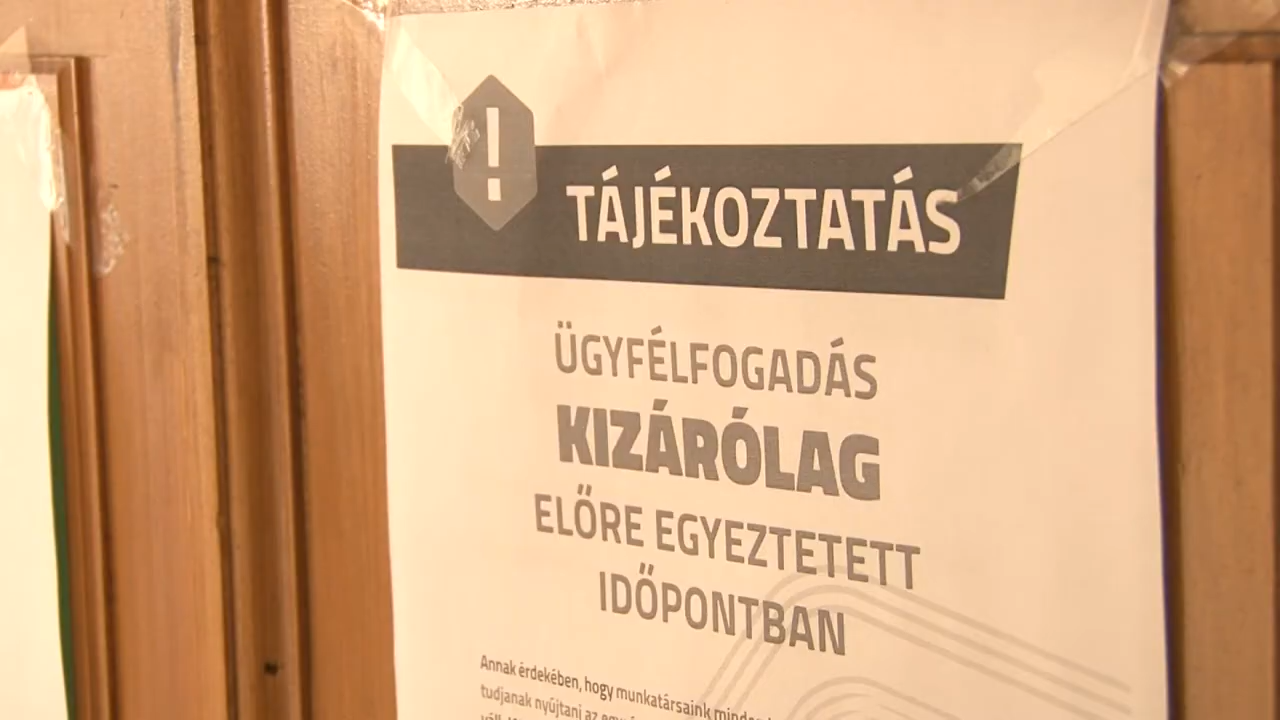 !
TÁJÉKOZTATÁS
ÜGYFÉLFOGADÁS
KIZÁRÓLAG
ELŐRE EGYEZTETETT
IDŐPONTBAN
Annak érdekében, hogy munkatársaink
tudjanak nyújtani az